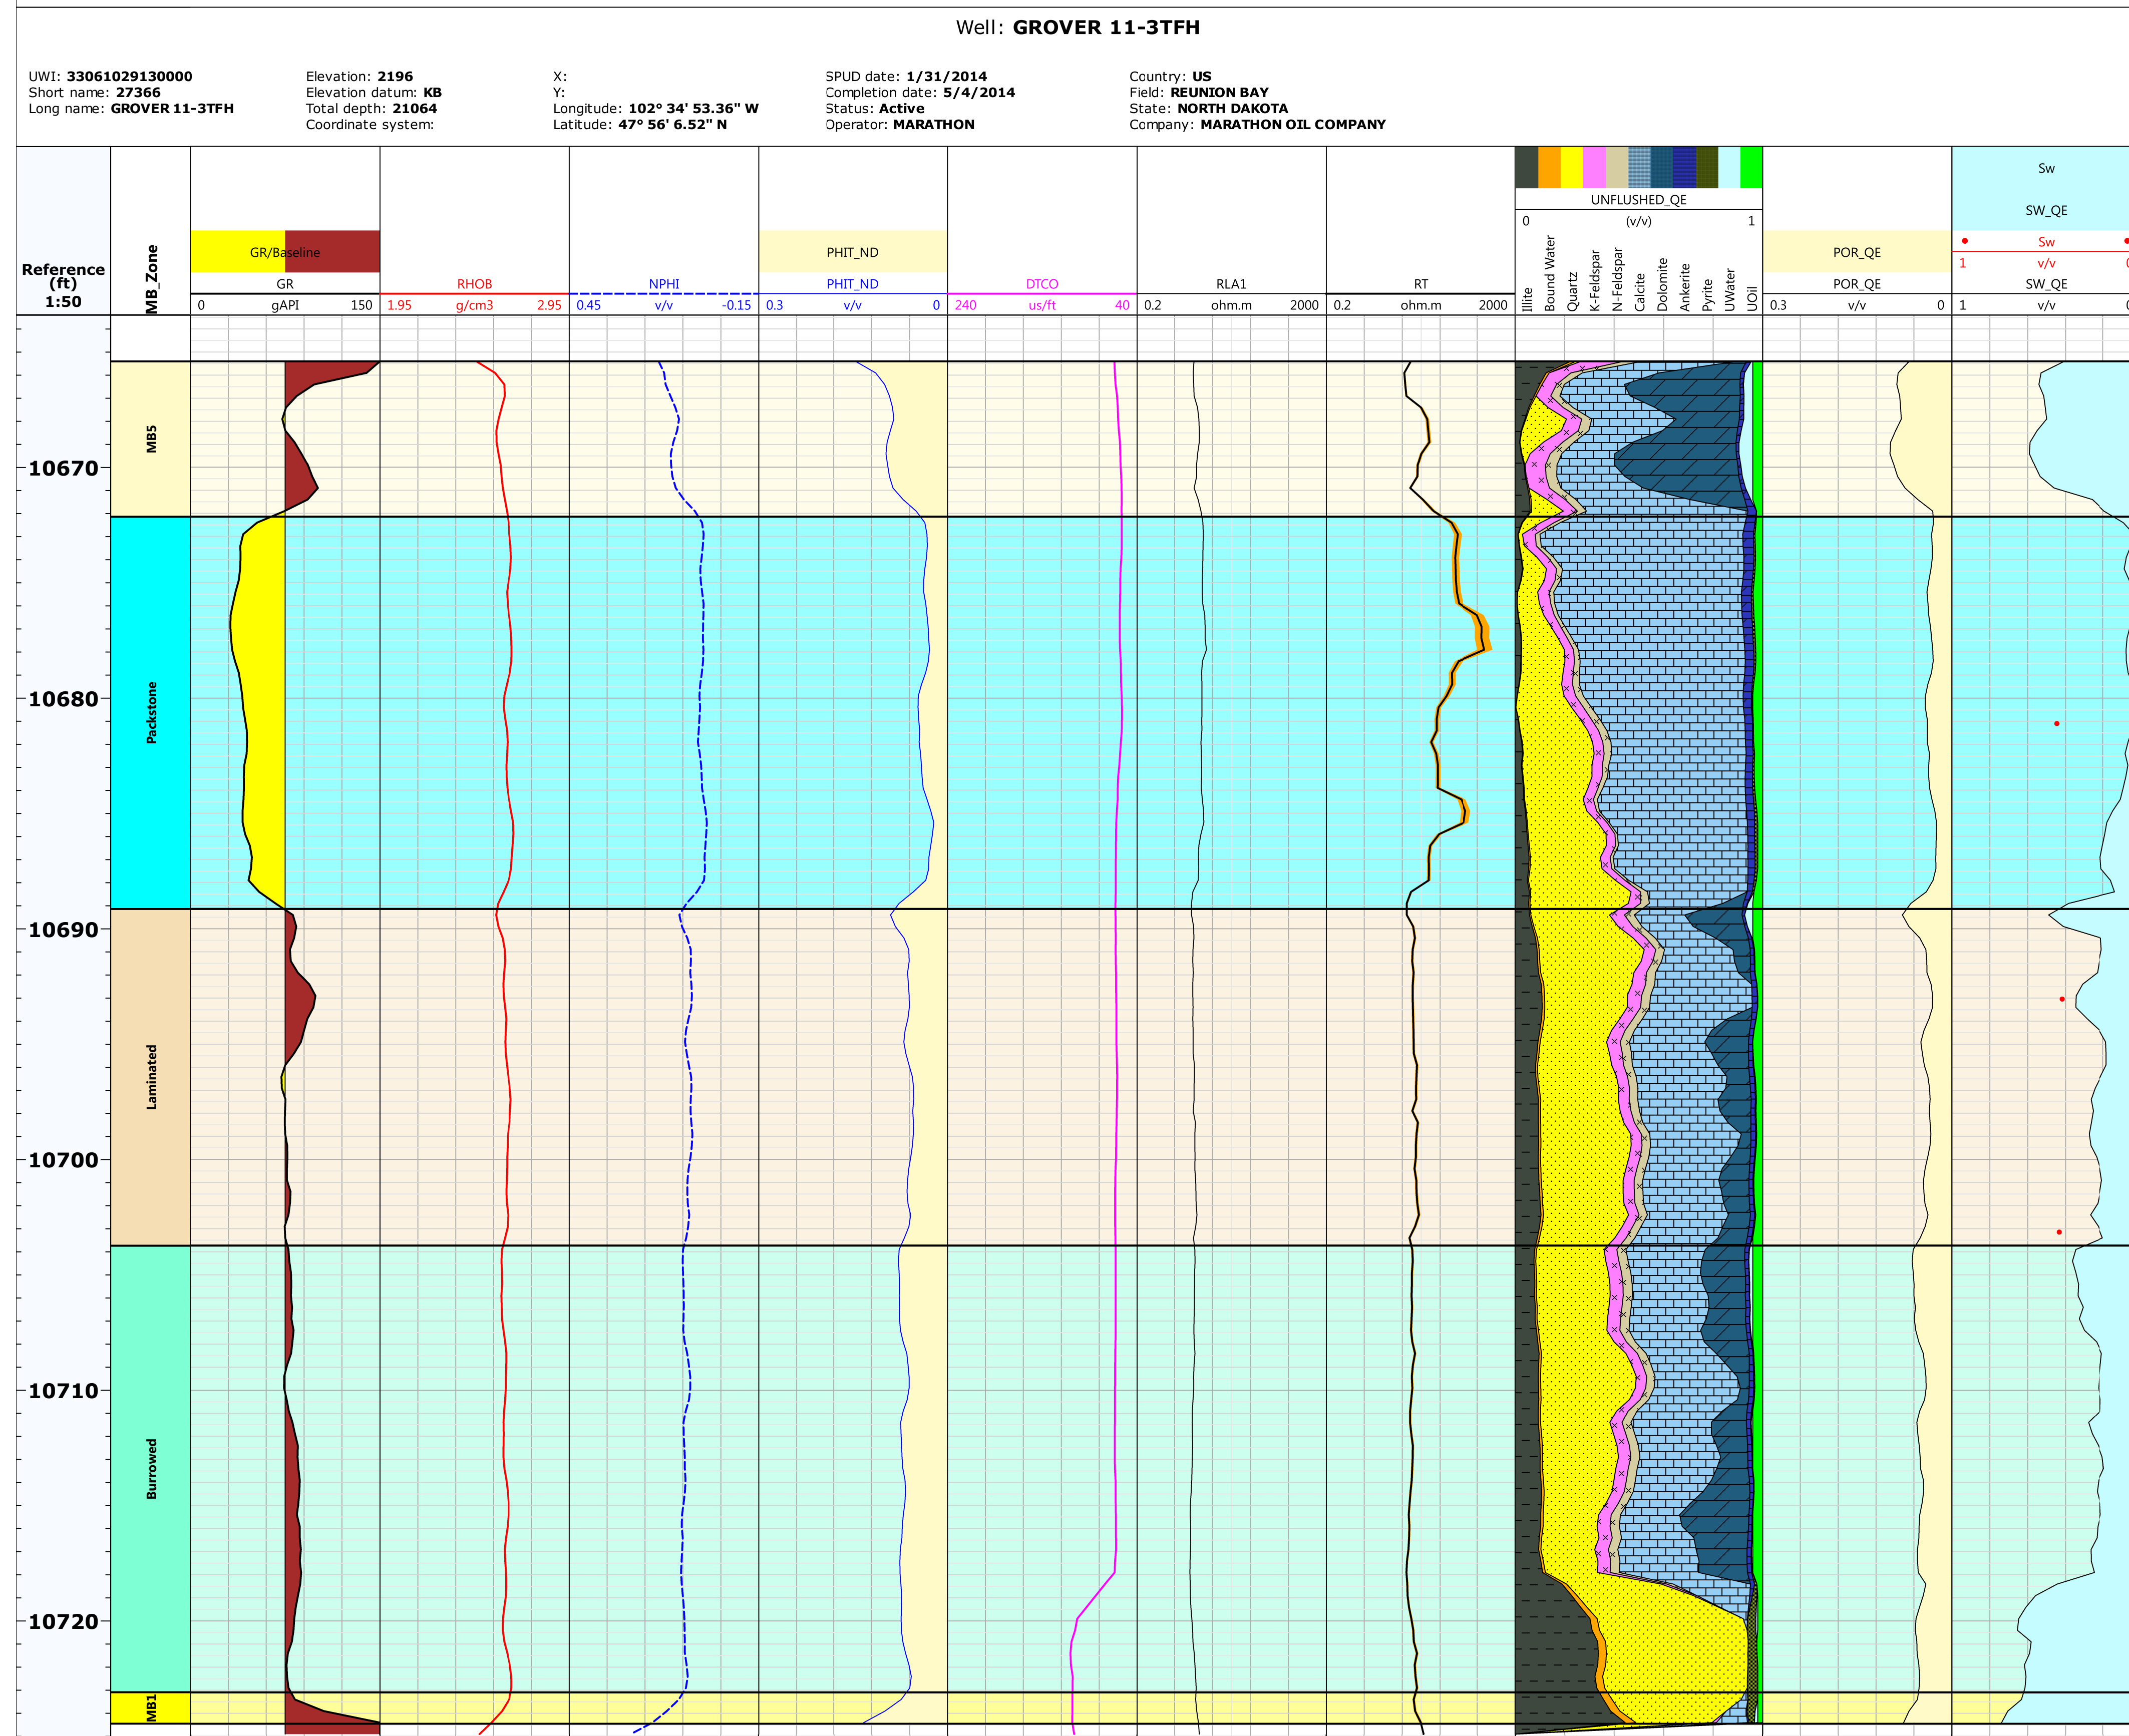 Well: GROVER 11-3TFH
UWI: 33061029130000 Elevation: 2196 X: SPUD date: 1/31/2014 Country: US
Short name: 27366 Elevation datum: KB Y: Completion date: 5/4/2014 Field: REUNION BAY
Long name: GROVER 11-3TFH Total depth: 21064 Longitude: 102° 34' 53.36" W Status: Active State: NORTH DAKOTA
Coordinate system: Latitude: 47° 56' 6.52" N Operator: MARATHON Company: MARATHON OIL COMPANY
Reference
(ft)
1:50
MB_Zone
GR/Baseline
GR
0 gAPI 150
RHOB
1.95 g/cm3 2.95
NPHI
0.45 v/v -0.15
PHIT_ND
PHIT_ND
0.3 v/v 0
DTCO
240 us/ft 40
RLA1
0.2 ohm.m 2000
RT
0.2 ohm.m 2000
UNFLUSHED_QE
0 (v/v) 1
Illite
Bound Water
Quartz
K-Feldspar
N-Feldspar
Calcite
Dolomite
Ankerite
Pyrite
UWater
UOil
POR_QE
POR_QE
0.3 v/v 0
Sw
SW_QE
Sw
1 v/v 0
SW_QE
1 v/v 0
MB5
10670
Packstone
10680
10690
Laminated
10700
Burrowed
10710
10720
MB1